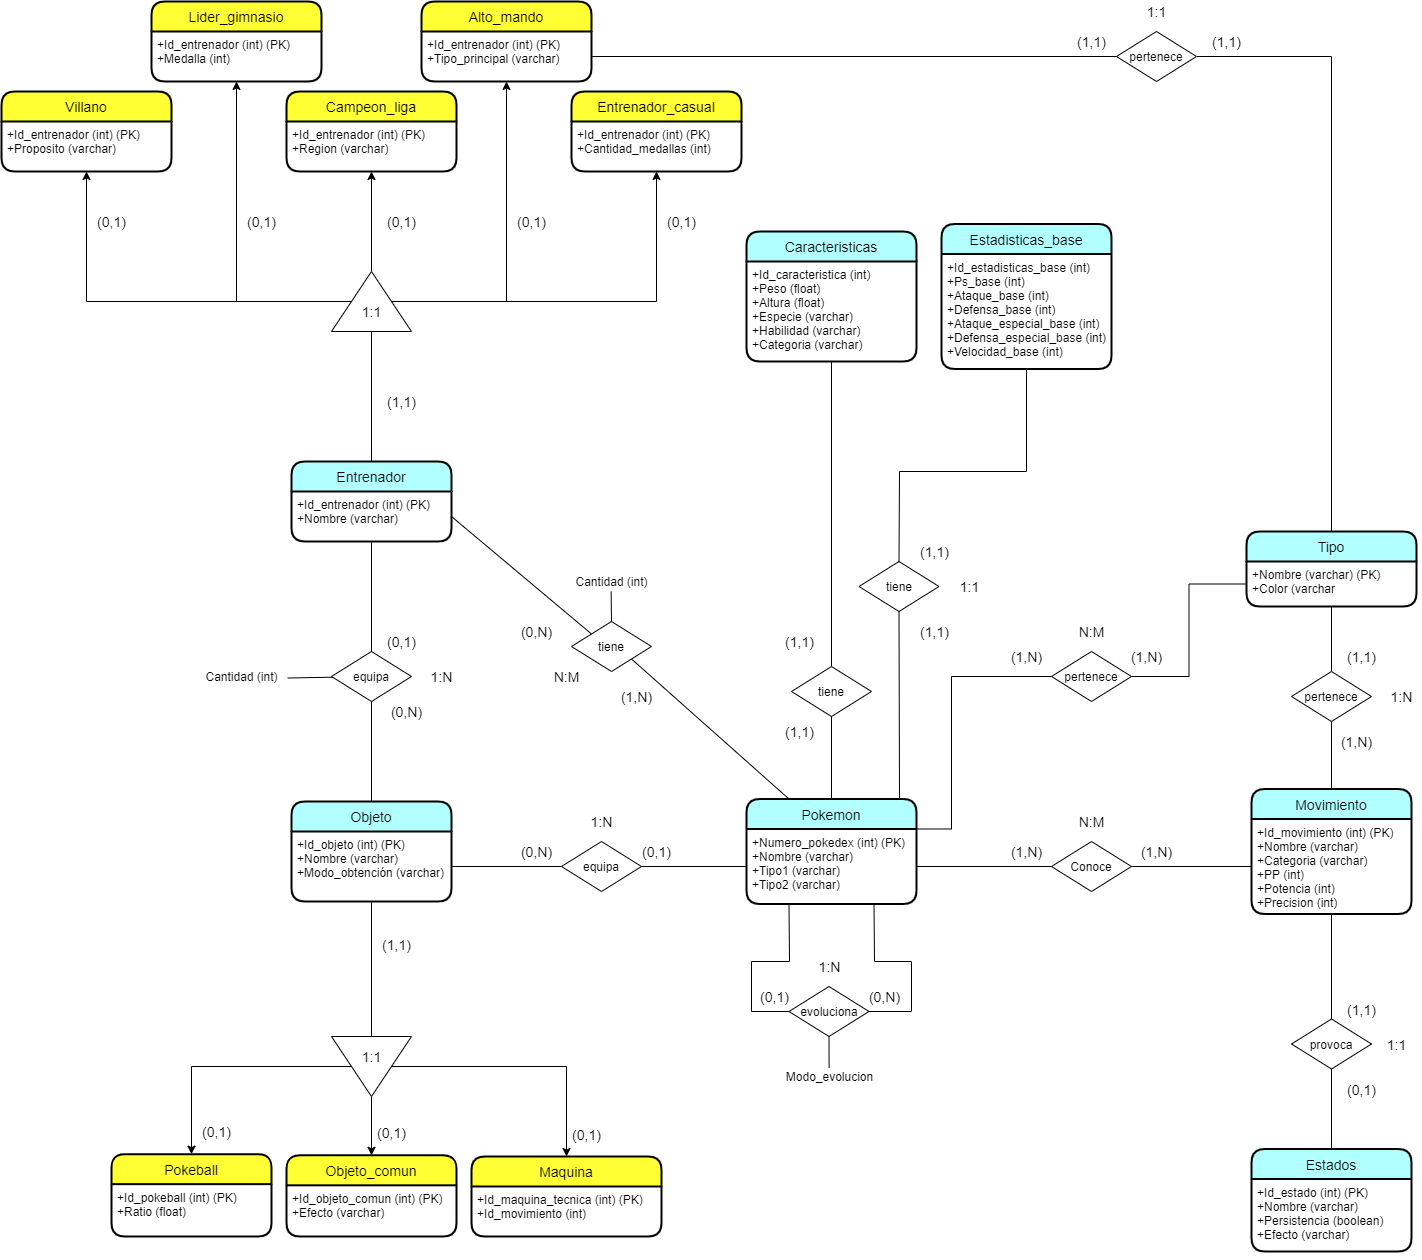 Lider_gimnasio
+Id_entrenador (int) (PK)
+Medalla (int)
Alto_mando
+Id_entrenador (int) (PK)
+Tipo_principal (varchar)
1:1
(1,1)
pertenece
(1,1)
Villano
+Id_entrenador (int) (PK)
+Proposito (varchar)
Campeon_liga
+Id_entrenador (int) (PK)
+Region (varchar)
Entrenador_casual
+Id_entrenador (int) (PK)
+Cantidad_medallas (int)
(0,1)
(0,1)
(0,1)
(0,1)
(0,1)
1:1
(1,1)
Caracteristicas
+Id_caracteristica (int)
+Peso (float)
+Altura (float)
+Especie (varchar)
+Habilidad (varchar)
+Categoria (varchar)
Estadisticas_base
+Id_estadisticas_base (int)
+Ps_base (int)
+Ataque_base (int)
+Defensa_base (int)
+Ataque_especial_base (int)
+Defensa_especial_base (int)
+Velocidad_base (int)
Entrenador
+Id_entrenador (int) (PK)
+Nombre (varchar)
Cantidad (int)
(0,N)
tiene
N:M
(1,N)
(1,1)
tiene
1:1
(1,1)
Tipo
+Nombre (varchar) (PK)
+Color (varchar
(0,1)
Cantidad (int)
equipa
1:N
(0,N)
(1,1)
tiene
(1,1)
N:M
(1,N)
pertenece
(1,N)
(1,1)
pertenece
1:N
(1,N)
Objeto
+Id_objeto (int) (PK)
+Nombre (varchar)
+Modo_obtención (varchar)
1:N
(0,N)
equipa
(0,1)
Pokemon
+Numero_pokedex (int) (PK)
+Nombre (varchar)
+Tipo1 (varchar)
+Tipo2 (varchar)
N:M
(1,N)
Conoce
(1,N)
Movimiento
+Id_movimiento (int) (PK)
+Nombre (varchar)
+Categoria (varchar)
+PP (int)
+Potencia (int)
+Precision (int)
(1,1)
1:1
1:N
(0,1)
evoluciona
(0,N)
Modo_evolucion
(1,1)
provoca
1:1
(0,1)
(0,1)
(0,1)
(0,1)
Pokeball
+Id_pokeball (int) (PK)
+Ratio (float)
Objeto_comun
+Id_objeto_comun (int) (PK)
+Efecto (varchar)
Maquina
+Id_maquina_tecnica (int) (PK)
+Id_movimiento (int)
Estados
+Id_estado (int) (PK)
+Nombre (varchar)
+Persistencia (boolean)
+Efecto (varchar)